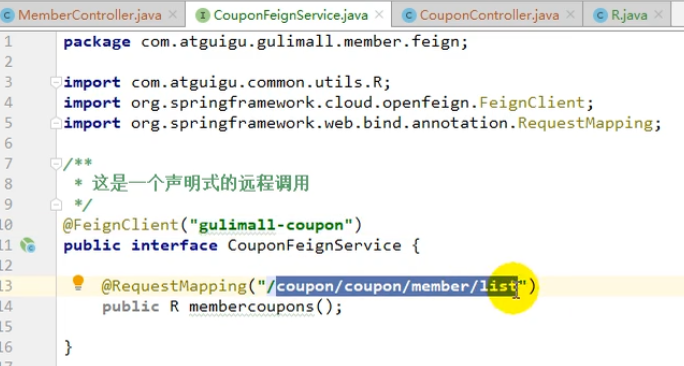 MemberController.java CouponFeignService.java CouponController.java R.java
1 package com.atguigu.gulimall.member.feign;
2
3 import com.atguigu.common.utils.R;
4 import org.springframework.cloud.openfeign.FeignClient;
5 import org.springframework.web.bind.annotation.RequestMapping;
6
7 /**
8 * 这是一个声明式的远程调用
9 */
10 @FeignClient("gulimall-coupon")
11 public interface CouponFeignService {
12
13 @RequestMapping("/coupon/coupon/member/list")
14 public R membercoupons();
15
16 }
17